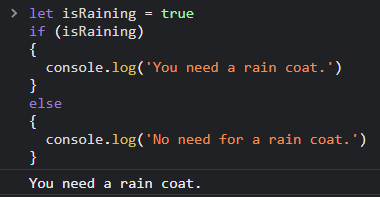 > let isRaining = true
if (isRaining)
{
  console.log('You need a rain coat.')
}
else
{
  console.log('No need for a rain coat.')
}
You need a rain coat.